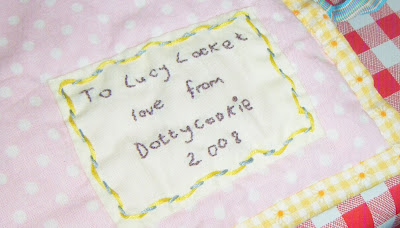 To Lucy Locket
love from
Dottycookie
2008